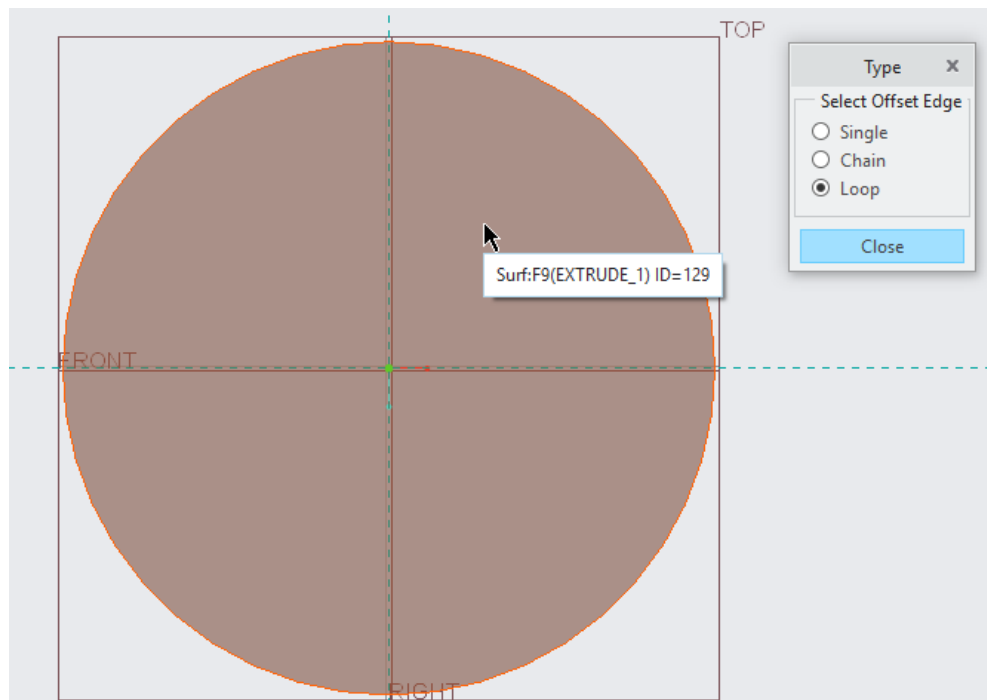 TOP
Type
Select Offset Edge
Single
Chain
Loop
Close
Surf:F9(EXTRUDE_1) ID=129
FRONT
RIGHT